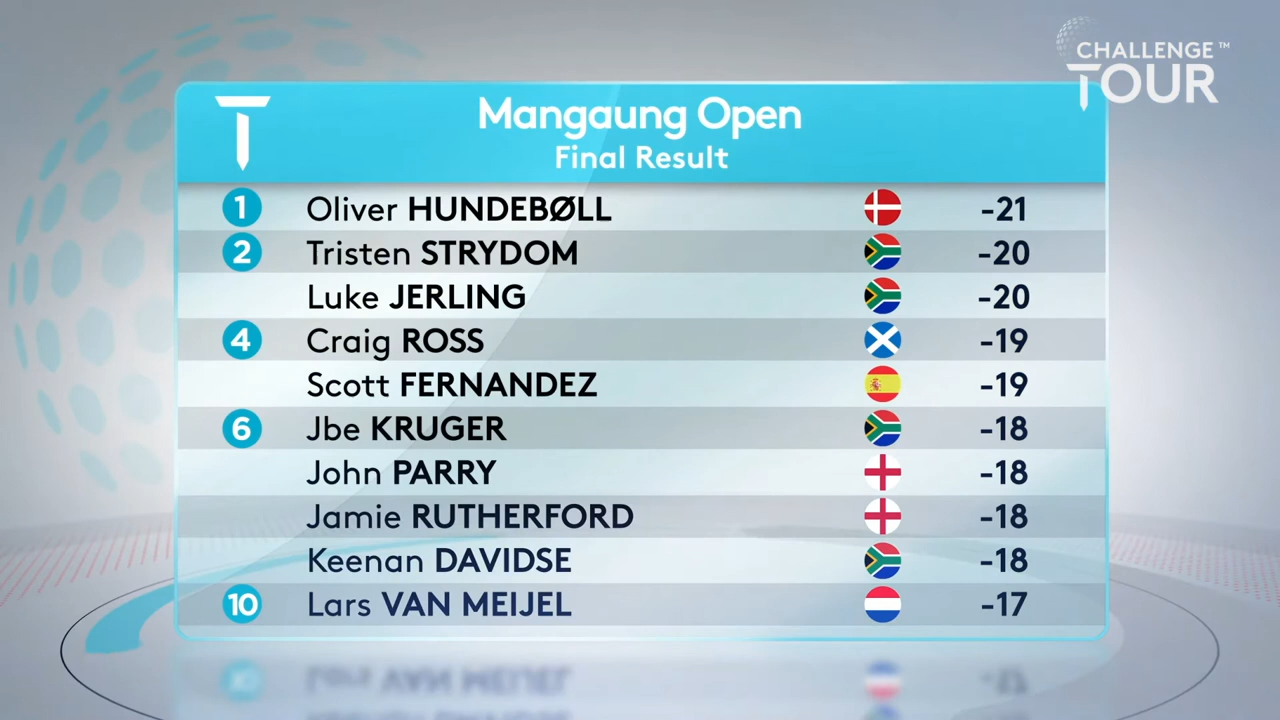 CHALLENGE™
TOUR
Mangaung Open
Final Result
1 Oliver HUNDEBØLL -21
2 Tristen STRYDOM -20
Luke JERLING -20
4 Craig ROSS -19
Scott FERNANDEZ -19
6 Jbe KRUGER -18
John PARRY -18
Jamie RUTHERFORD -18
Keenan DAVIDSE -18
10 Lars VAN MEIJEL -17